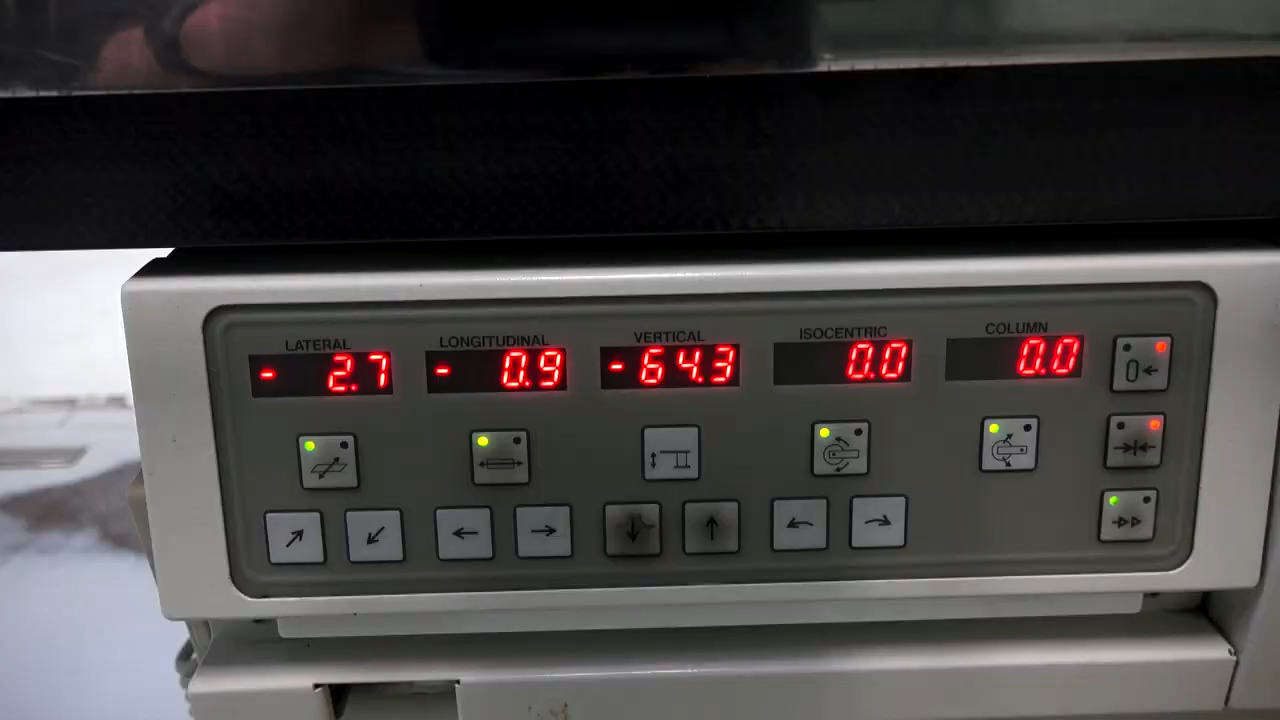 LATERAL LONGITUDINAL VERTICAL ISOCENTRIC COLUMN
- 2.7 - 0.9 -64.3 0.0 0.0